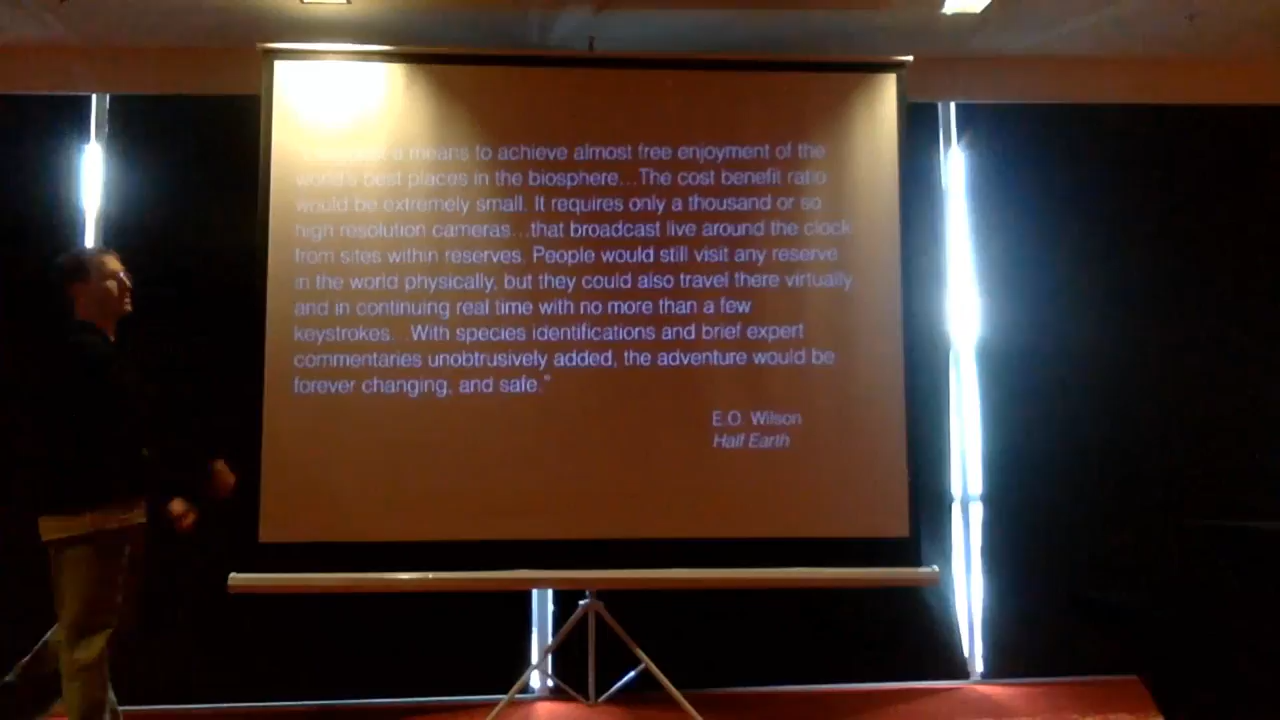 a means to achieve almost free enjoyment of the
world's best places in the biosphere...The cost benefit ratio
would be extremely small. It requires only a thousand or so
high resolution cameras...that broadcast live around the clock
from sites within reserves. People would still visit any reserve
in the world physically, but they could also travel there virtually
and in continuing real time with no more than a few
keystrokes...With species identifications and brief expert
commentaries unobtrusively added, the adventure would be
forever changing, and safe."
E.O. Wilson
Half Earth